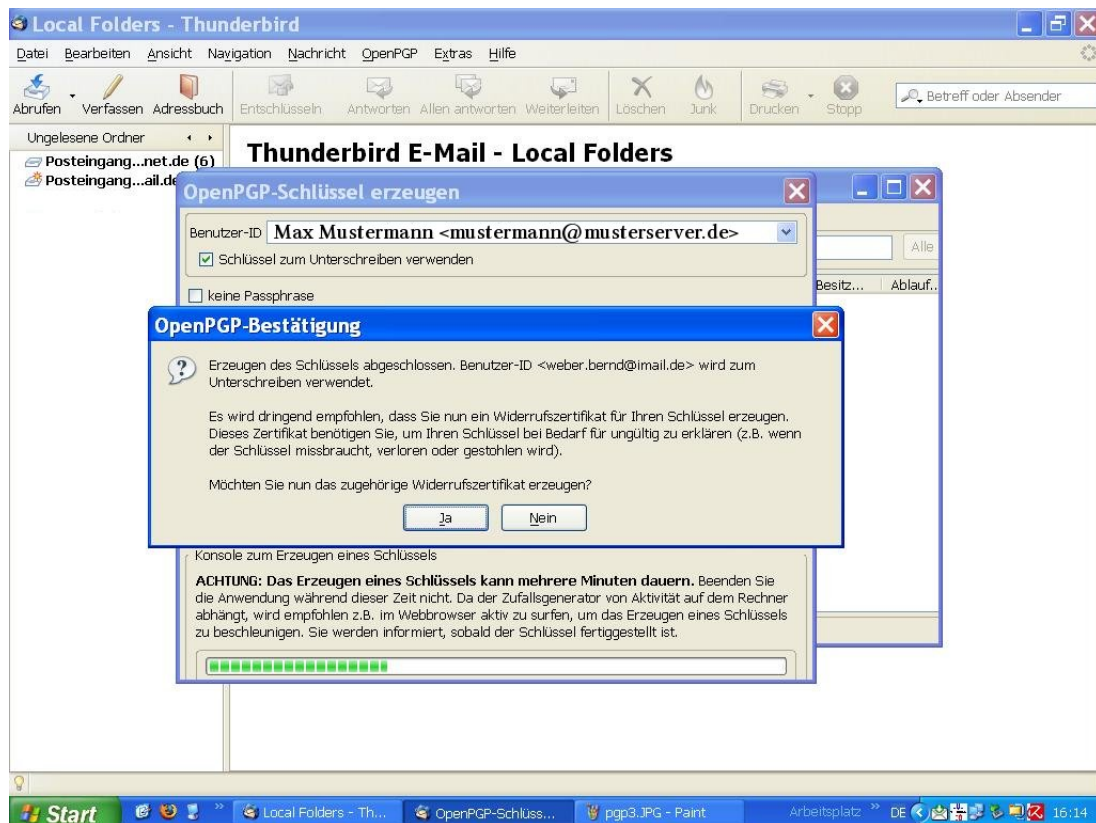 Local Folders - Thunderbird
Datei Bearbeiten Ansicht Navigation Nachricht OpenPGP Extras Hilfe
Abrufen Verfassen Adressbuch Entschlüsseln Antworten Allen antworten Weiterleiten Löschen Junk Drucken Stopp Betreff oder Absender
Ungelesene Ordner
Posteingang...net.de (6)
Posteingang...ail.de
Thunderbird E-Mail - Local Folders
OpenPGP-Schlüssel erzeugen
Benutzer-ID Max Mustermann <mustermann@musterserver.de>
Alle
Schlüssel zum Unterschreiben verwenden
Besitz... Ablauf..
keine Passphrase
OpenPGP-Bestätigung
Erzeugen des Schlüssels abgeschlossen. Benutzer-ID <weber.bernd@imail.de> wird zum
Unterschreiben verwendet.
Es wird dringend empfohlen, dass Sie nun ein Widerrufszertifikat für Ihren Schlüssel erzeugen.
Dieses Zertifikat benötigen Sie, um Ihren Schlüssel bei Bedarf für ungültig zu erklären (z.B. wenn
der Schlüssel missbraucht, verloren oder gestohlen wird).
Möchten Sie nun das zugehörige Widerrufszertifikat erzeugen?
Ja Nein
Konsole zum Erzeugen eines Schlüssels
ACHTUNG: Das Erzeugen eines Schlüssels kann mehrere Minuten dauern. Beenden Sie
die Anwendung während dieser Zeit nicht. Da der Zufallsgenerator von Aktivität auf dem Rechner
abhängt, wird empfohlen z.B. im Webbrowser aktiv zu surfen, um das Erzeugen eines Schlüssels
zu beschleunigen. Sie werden informiert, sobald der Schlüssel fertiggestellt ist.
Start Local Folders - Th... OpenPGP-Schlüss... pgp3.JPG - Paint Arbeitsplatz DE 16:14